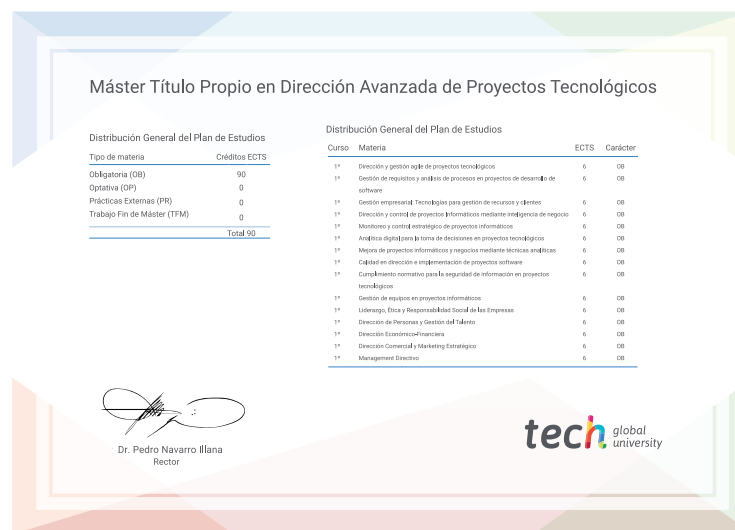 Máster Título Propio en Dirección Avanzada de Proyectos Tecnológicos
Distribución General del Plan de Estudios
Tipo de materia Créditos ECTS
Obligatoria (OB) 90
Optativa (OP) 0
Prácticas Externas (PR) 0
Trabajo Fin de Máster (TFM) 0
Total 90
Distribución General del Plan de Estudios
Curso Materia ECTS Carácter
1º Dirección y gestión agile de proyectos tecnológicos 6 OB
1º Gestión de requisitos y análisis de procesos en proyectos de desarrollo de 6 OB
software
1º Gestión empresarial: Tecnologías para gestión de recursos y clientes 6 OB
1º Dirección y control de proyectos informáticos mediante inteligencia de negocio 6 OB
1º Monitoreo y control estratégico de proyectos informáticos 6 OB
1º Analítica digital para la toma de decisiones en proyectos tecnológicos 6 OB
1º Mejora de proyectos informáticos y negocios mediante técnicas analíticas 6 OB
1º Calidad en dirección e implementación de proyectos software 6 OB
1º Cumplimiento normativo para la seguridad de información en proyectos 6 OB
tecnológicos
1º Gestión de equipos en proyectos informáticos 6 OB
1º Liderazgo, Ética y Responsabilidad Social de las Empresas 6 OB
1º Dirección de Personas y Gestión del Talento 6 OB
1º Dirección Económico-Financiera 6 OB
1º Dirección Comercial y Marketing Estratégico 6 OB
1º Management Directivo 6 OB
Dr. Pedro Navarro Illana
Rector
tech global
university